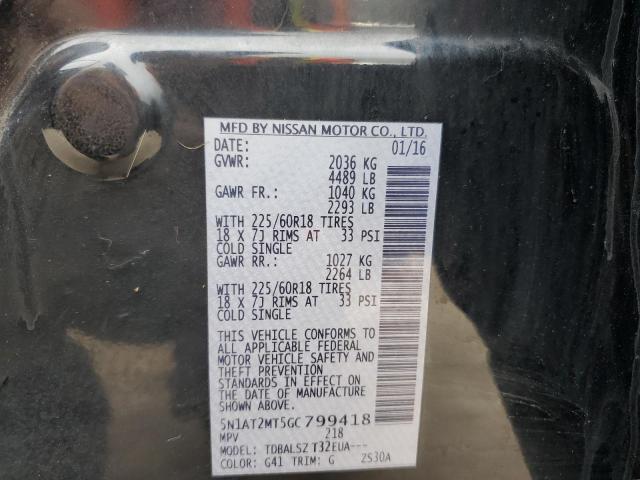 MFD BY NISSAN MOTOR CO., LTD.
DATE: 01/16
GVWR: 2036 KG
4489 LB
GAWR FR.: 1040 KG
2293 LB
WITH 225/60R18 TIRES
18 X 7J RIMS AT 33 PSI
COLD SINGLE
GAWR RR.: 1027 KG
2264 LB
WITH 225/60R18 TIRES
18 X 7J RIMS AT 33 PSI
COLD SINGLE
THIS VEHICLE CONFORMS TO
ALL APPLICABLE FEDERAL
MOTOR VEHICLE SAFETY AND
THEFT PREVENTION
STANDARDS IN EFFECT ON
THE DATE OF MANUFACTURE
SHOWN ABOVE.
5N1AT2MT5GC799418
MPV 218
MODEL: TDBALSZ T32EUA---
COLOR: G41 TRIM: G 2S30A